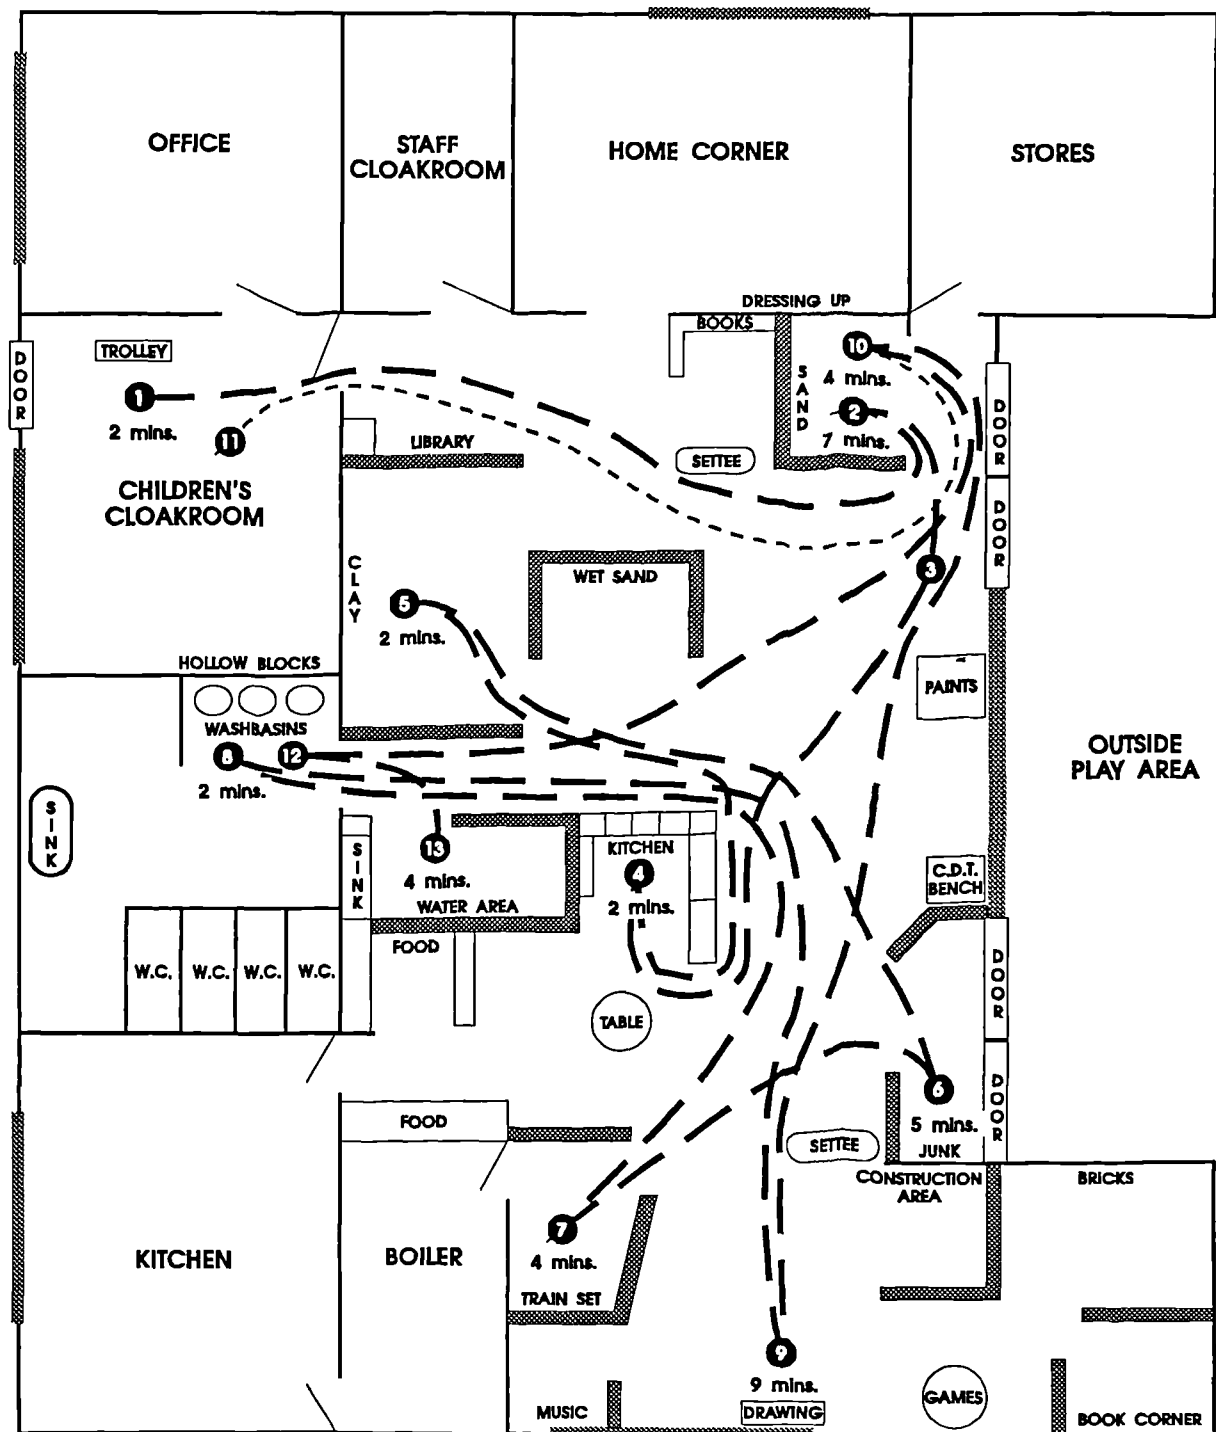 OFFICE
STAFF
CLOAKROOM
HOME CORNER
STORES
DRESSING UP
BOOKS
DOOR
TROLLEY
1
2 mins.
11
LIBRARY
SETTEE
SAND
10
4 mins.
2
7 mins.
DOOR
DOOR
CHILDREN'S
CLOAKROOM
CLAY
5
2 mins.
WET SAND
3
HOLLOW BLOCKS
WASHBASINS
8
2 mins.
12
PAINTS
OUTSIDE
PLAY AREA
SINK
SINK
13
4 mins.
WATER AREA
KITCHEN
4
2 mins.
C.D.T.
BENCH
FOOD
W.C.
W.C.
W.C.
W.C.
TABLE
DOOR
DOOR
6
5 mins.
JUNK
FOOD
SETTEE
CONSTRUCTION
AREA
BRICKS
KITCHEN
BOILER
7
4 mins.
TRAIN SET
9
9 mins.
DRAWING
MUSIC
GAMES
BOOK CORNER